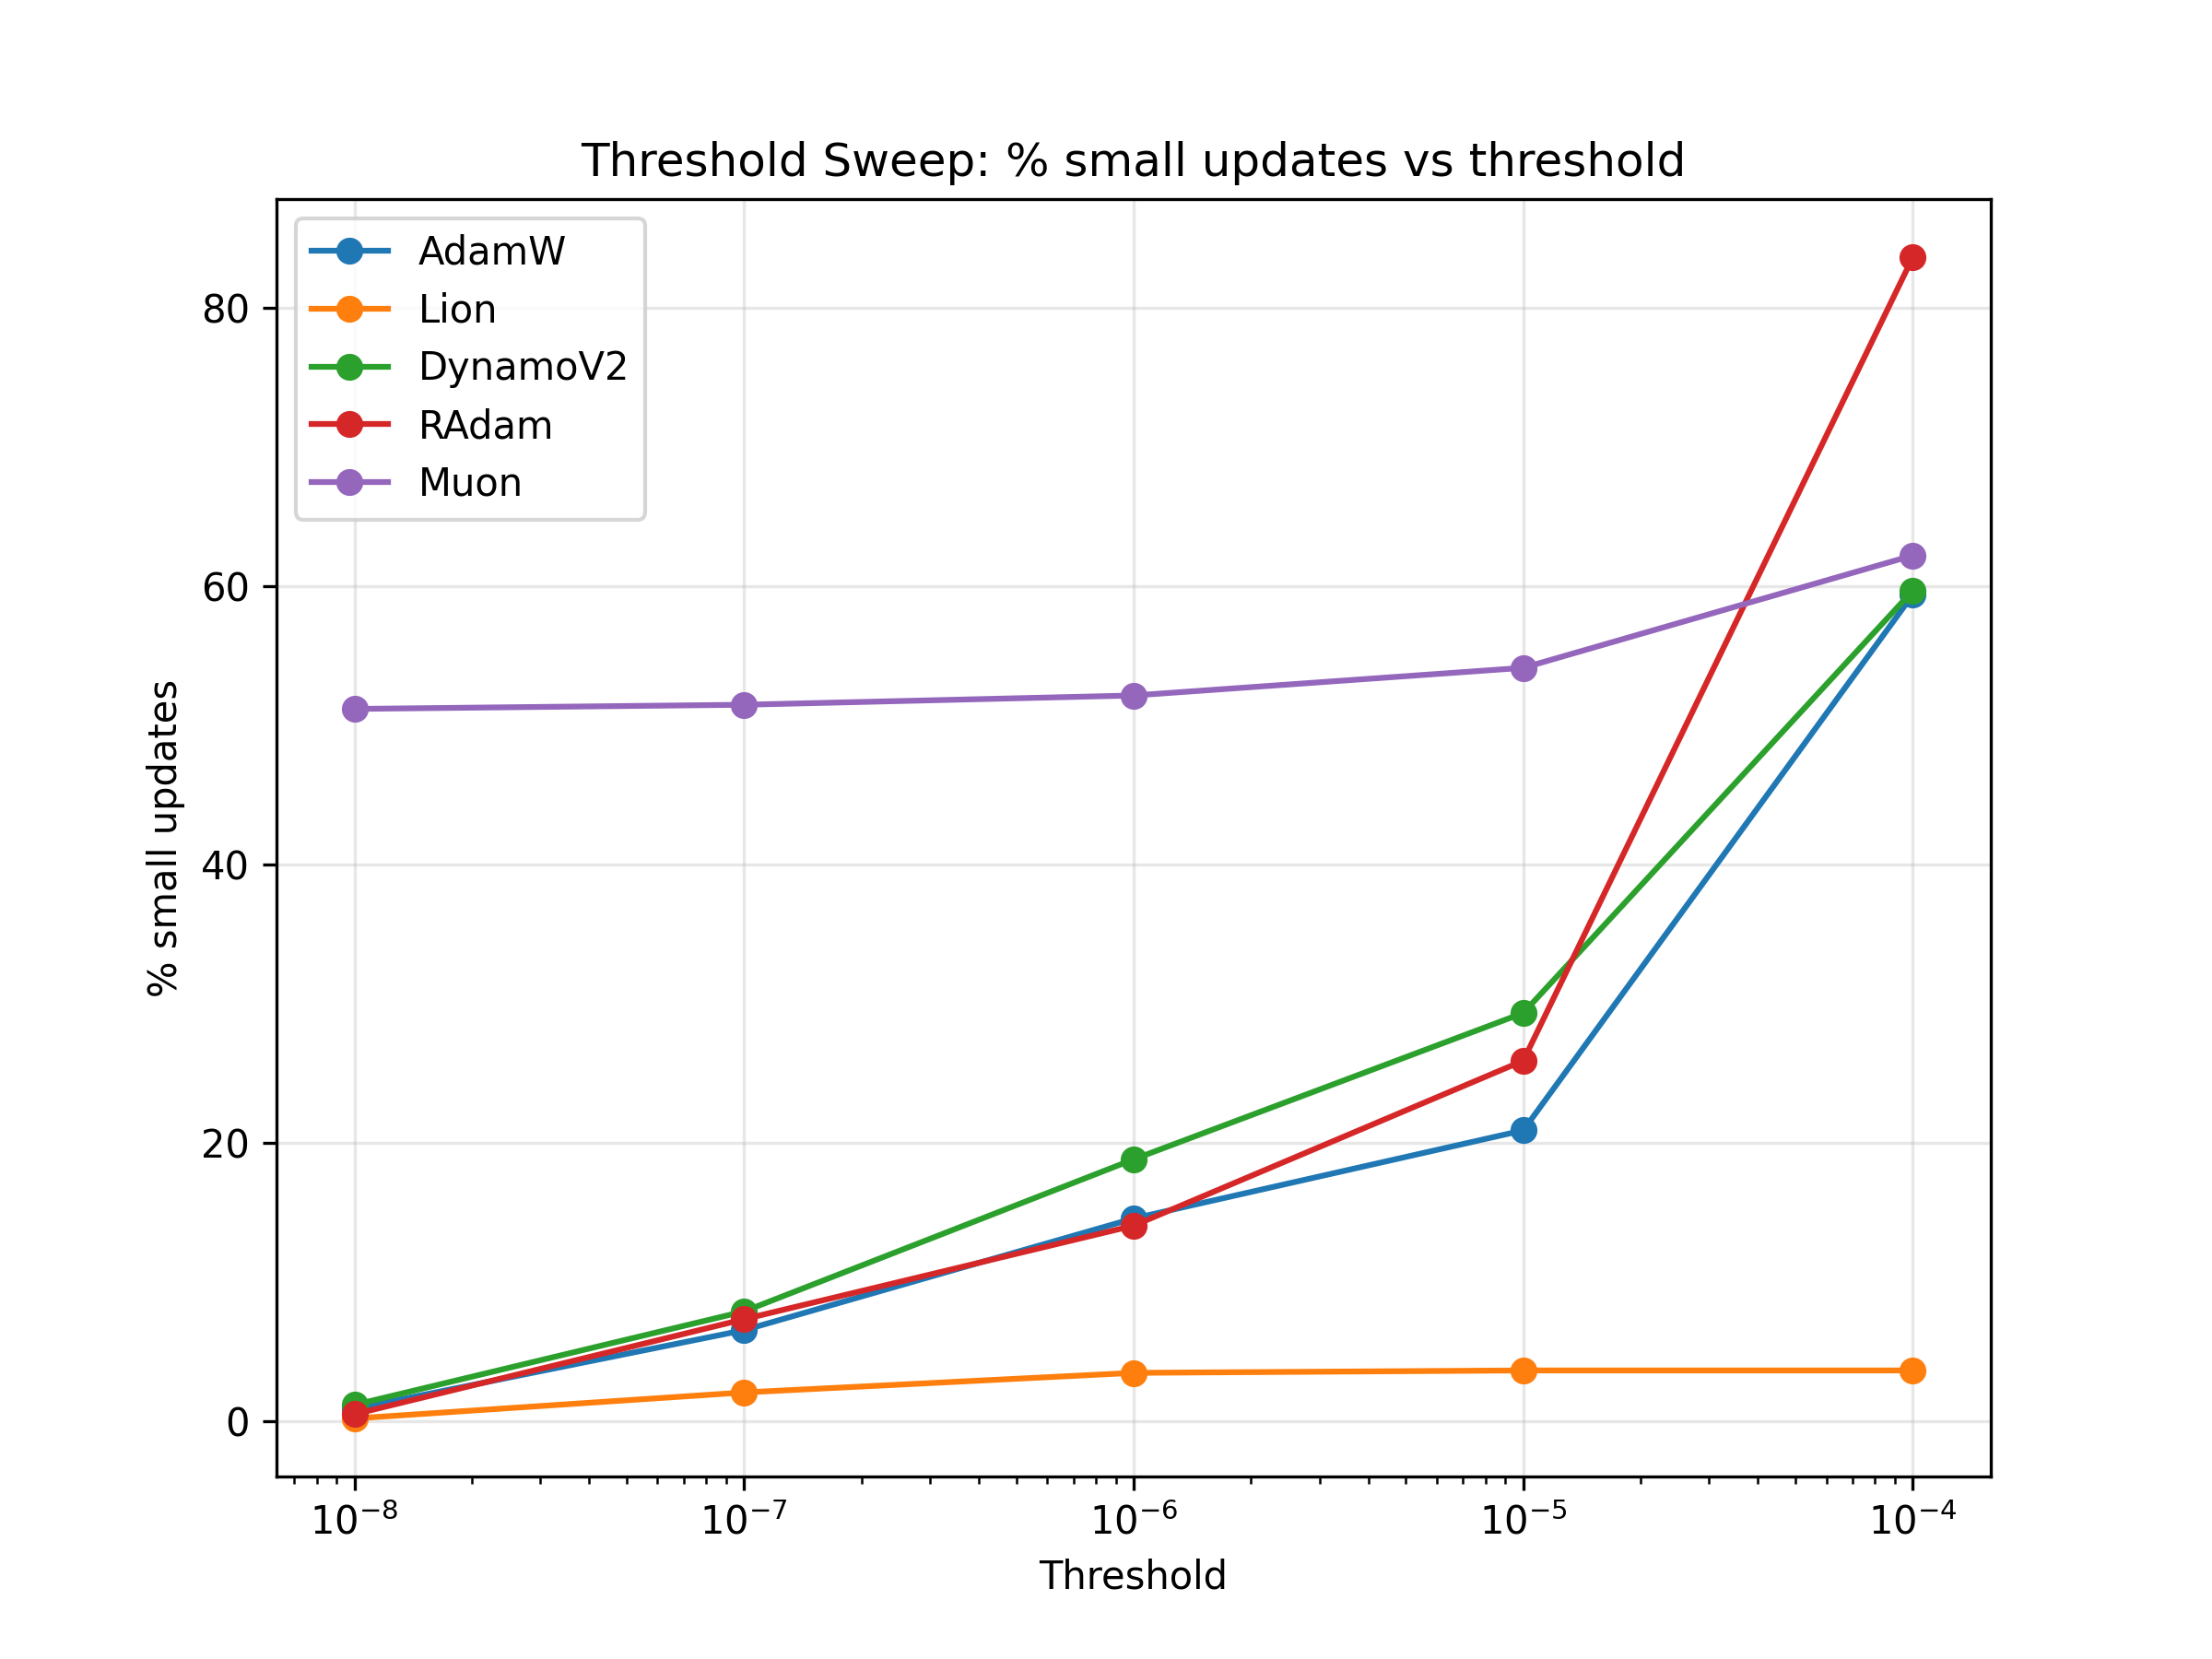 Threshold Sweep: % small updates vs threshold
AdamW
Lion
DynamoV2
RAdam
Muon
% small updates
80
60
40
20
0
10⁻⁸ 10⁻⁷ 10⁻⁶ 10⁻⁵ 10⁻⁴
Threshold